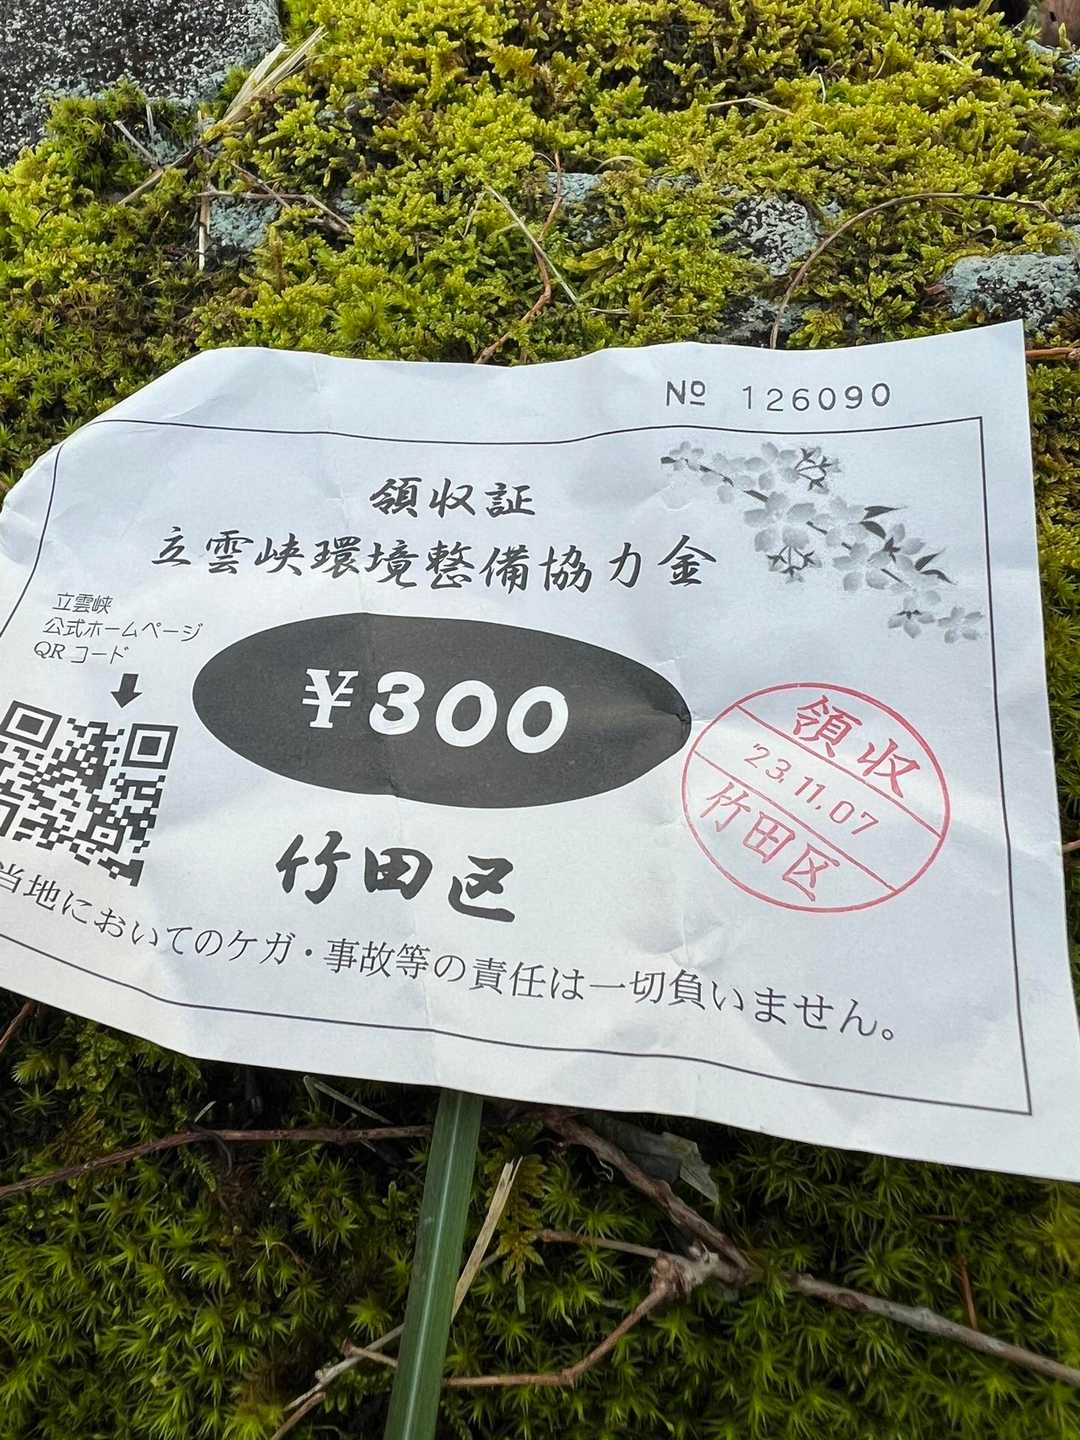 № 126090
領収証
立雲峡環境整備協力金
立雲峡
公式ホームページ
QRコード
¥300
領収
'23.11.07
竹田区
竹田区
当地においてのケガ・事故等の責任は一切負いません。